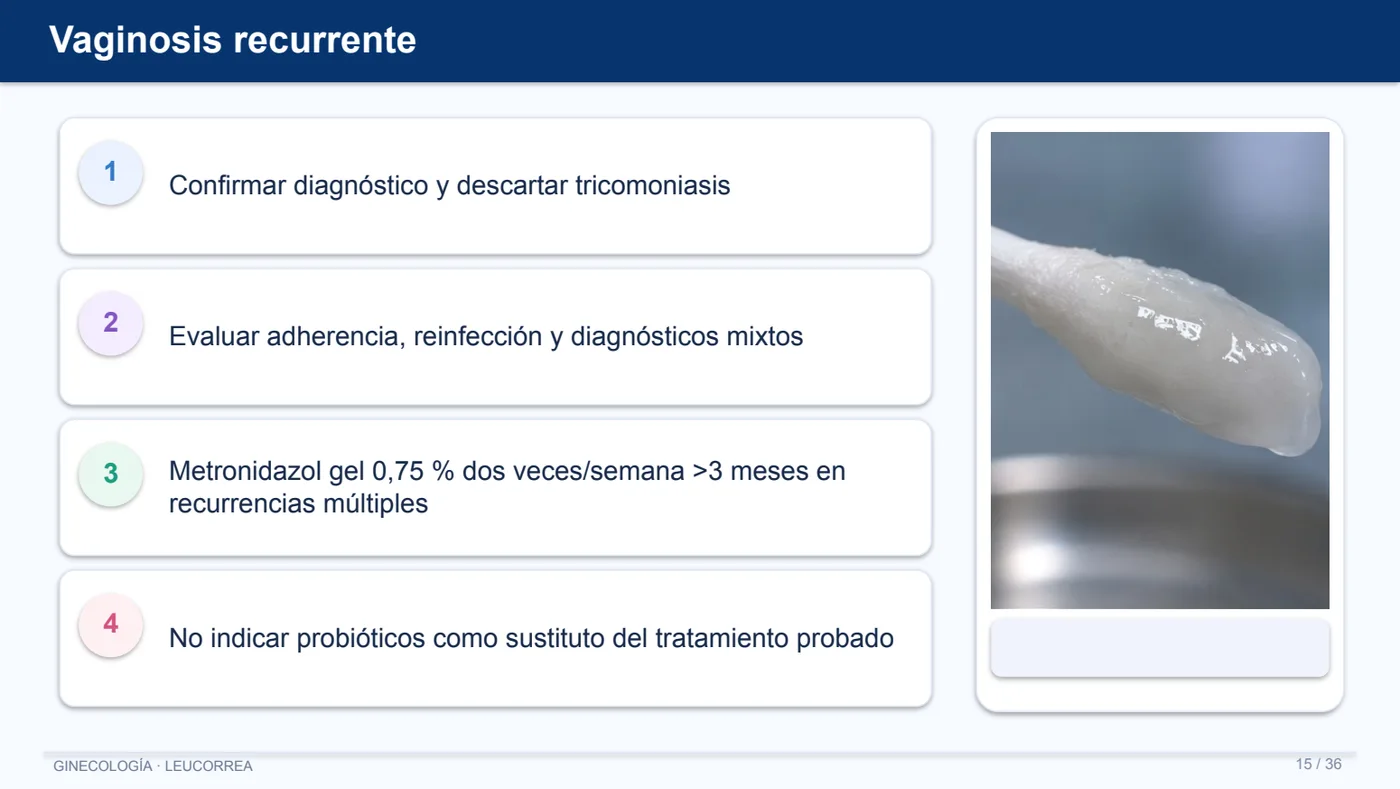 Vaginosis recurrente
1
Confirmar diagnóstico y descartar tricomoniasis
2
Evaluar adherencia, reinfección y diagnósticos mixtos
3
Metronidazol gel 0,75 % dos veces/semana >3 meses en
recurrencias múltiples
4
No indicar probióticos como sustituto del tratamiento probado
GINECOLOGÍA · LEUCORREA
15 / 36